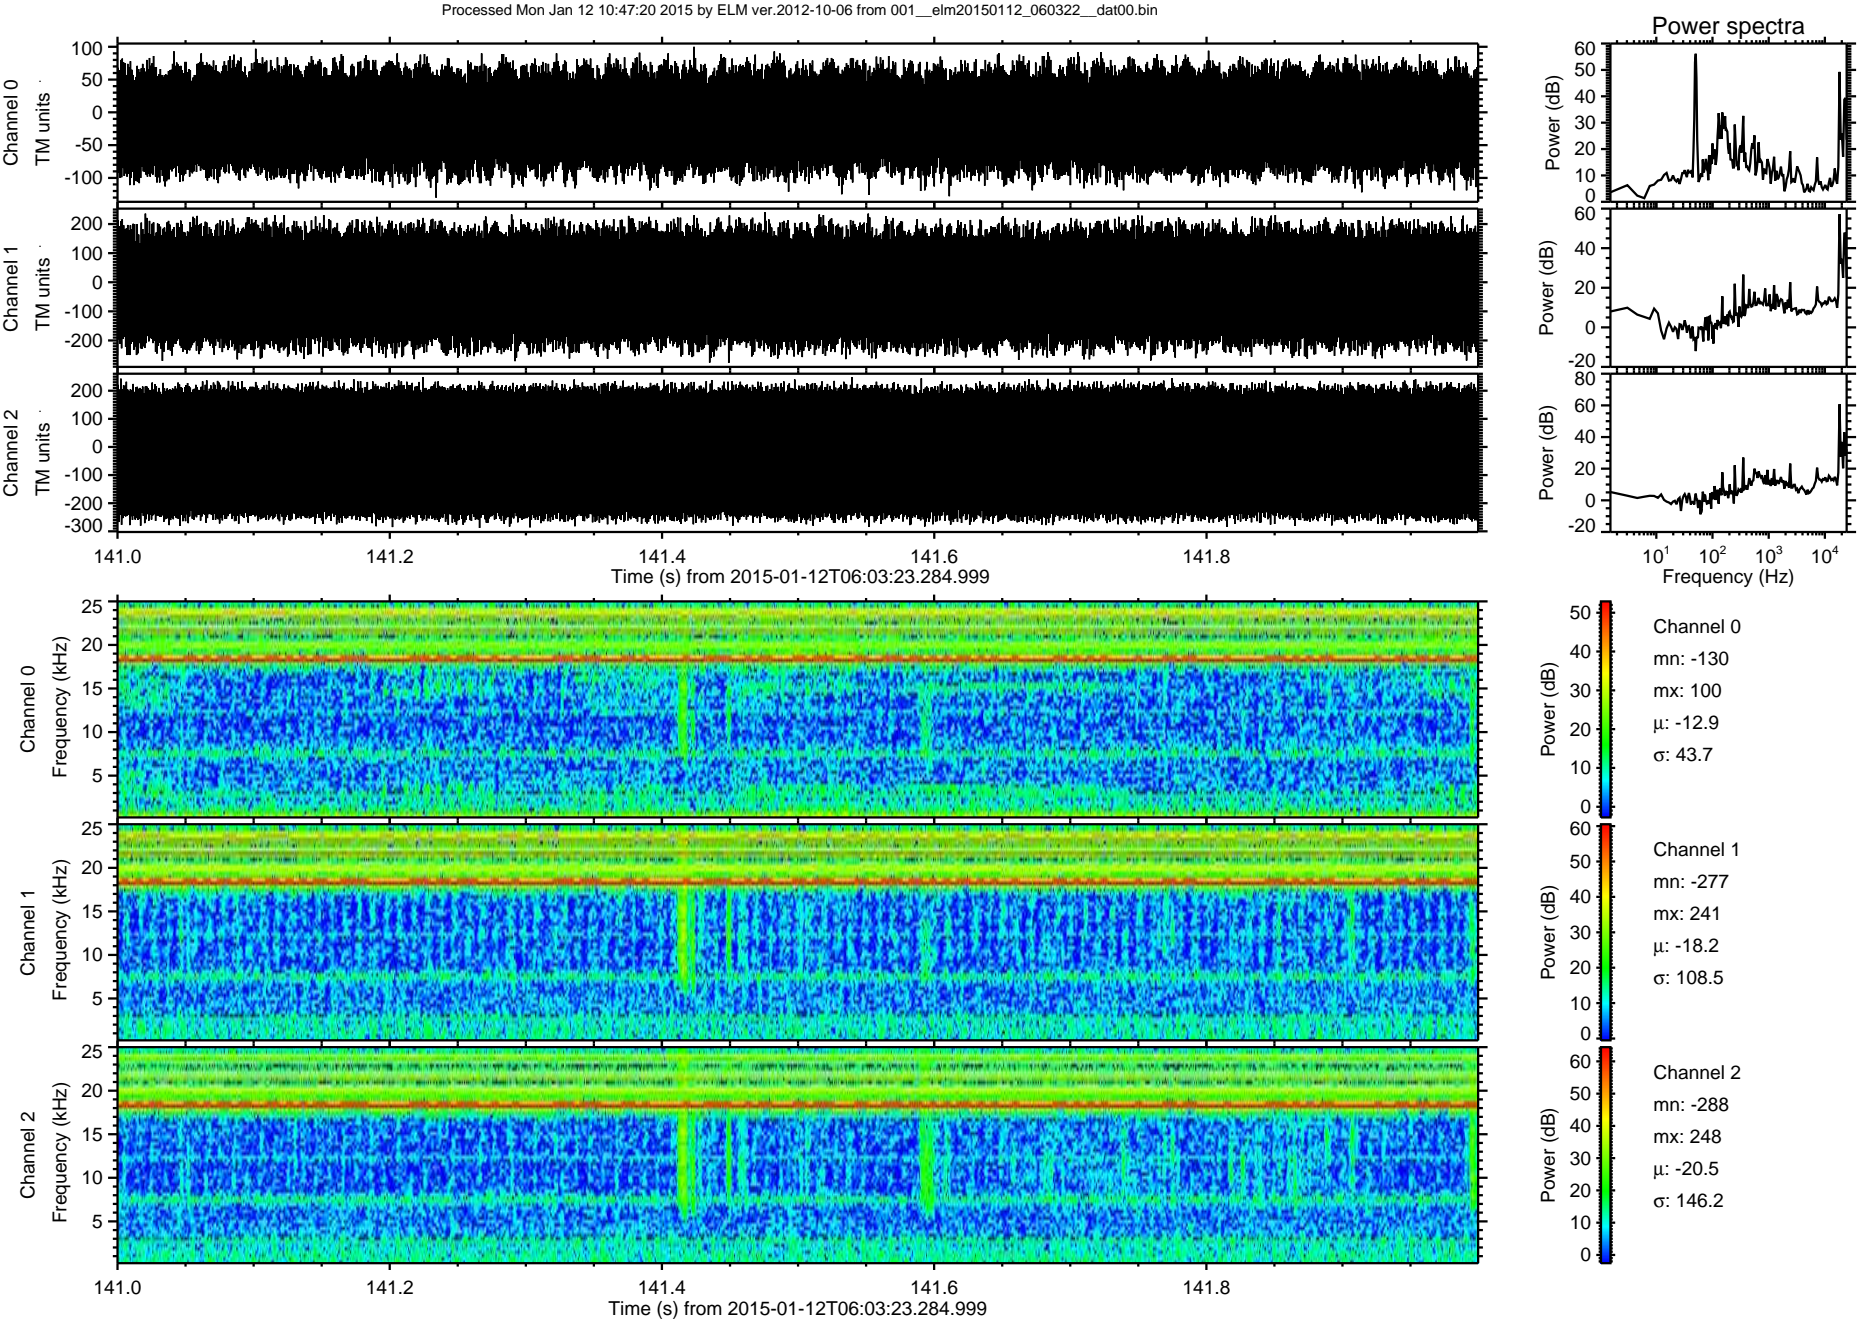 Processed Mon Jan 12 10:47:20 2015 by ELM ver.2012-10-06 from 001__elm20150112_060322__dat00.bin
Power spectra
Channel 0
TM units
100
50
0
-50
-100
Power (dB)
60
50
40
30
20
10
0
Channel 1
TM units
200
100
0
-100
-200
Power (dB)
60
40
20
0
-20
Channel 2
TM units
200
100
0
-100
-200
-300
Power (dB)
80
60
40
20
0
-20
141.0 141.2 141.4 141.6 141.8
Time (s) from 2015-01-12T06:03:23.284.999
10¹ 10² 10³ 10⁴
Frequency (Hz)
Channel 0
Frequency (kHz)
25
20
15
10
5
Power (dB)
50
40
30
20
10
0
Channel 0
mn: -130
mx: 100
μ: -12.9
σ: 43.7
Channel 1
Frequency (kHz)
25
20
15
10
5
Power (dB)
60
50
40
30
20
10
0
Channel 1
mn: -277
mx: 241
μ: -18.2
σ: 108.5
Channel 2
Frequency (kHz)
25
20
15
10
5
Power (dB)
60
50
40
30
20
10
0
Channel 2
mn: -288
mx: 248
μ: -20.5
σ: 146.2
141.0 141.2 141.4 141.6 141.8
Time (s) from 2015-01-12T06:03:23.284.999